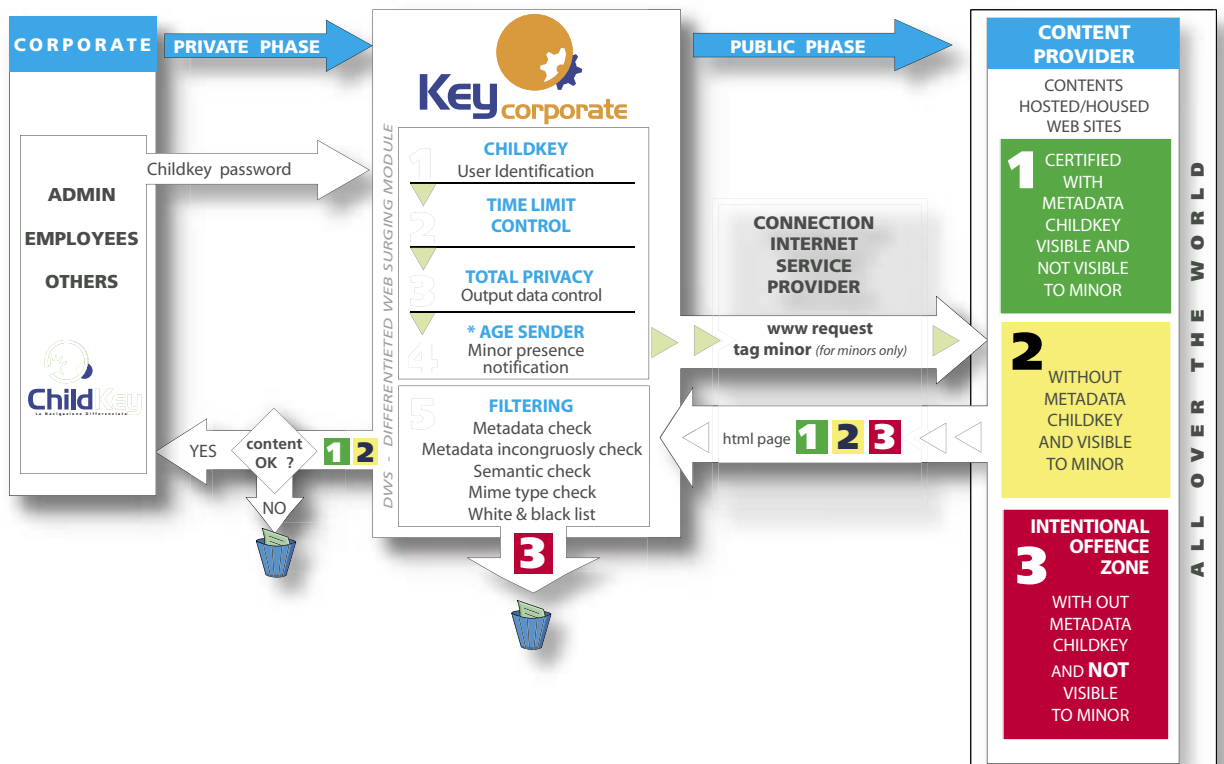 CORPORATE
PRIVATE PHASE
ADMIN
EMPLOYEES
OTHERS
ChildKey
La Navigazione Differenziata
Childkey password
DWS - DIFFERENTIETED WEB SURGING MODULE
Key
corporate
1
CHILDKEY
User Identification
2
TIME LIMIT
CONTROL
3
TOTAL PRIVACY
Output data control
4
* AGE SENDER
Minor presence
notification
5
FILTERING
Metadata check
Metadata incongruosly check
Semantic check
Mime type check
White & black list
3
1 2
content
OK ?
YES
NO
PUBLIC PHASE
CONNECTION
INTERNET
SERVICE
PROVIDER
www request
tag minor (for minors only)
html page 1 2 3
CONTENT
PROVIDER
CONTENTS
HOSTED/HOUSED
WEB SITES
1
CERTIFIED
WITH
METADATA
CHILDKEY
VISIBLE AND
NOT VISIBLE
TO MINOR
2
WITHOUT
METADATA
CHILDKEY
AND VISIBLE
TO MINOR
INTENTIONAL
OFFENCE
ZONE
3
WITH OUT
METADATA
CHILDKEY
AND NOT
VISIBLE
TO MINOR
ALL OVER THE WORLD